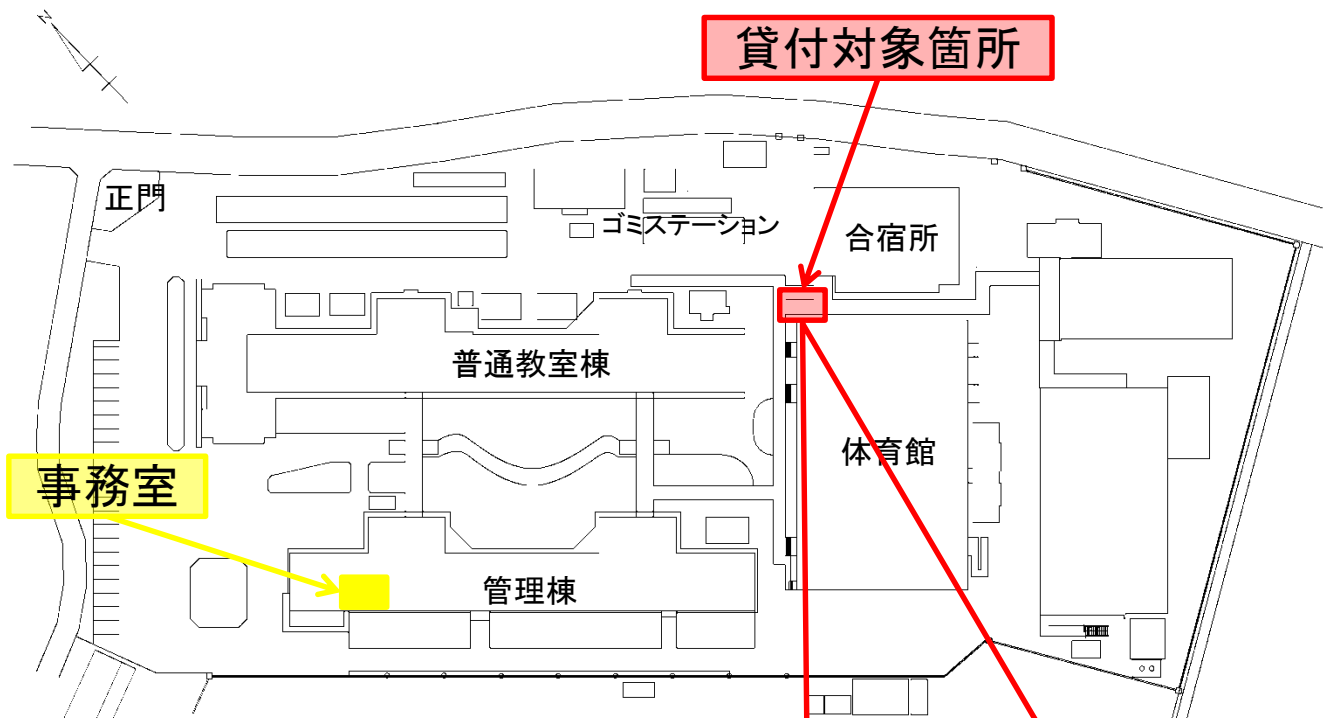 N
貸付対象箇所
正門
ゴミステーション
合宿所
普通教室棟
体育館
事務室
管理棟